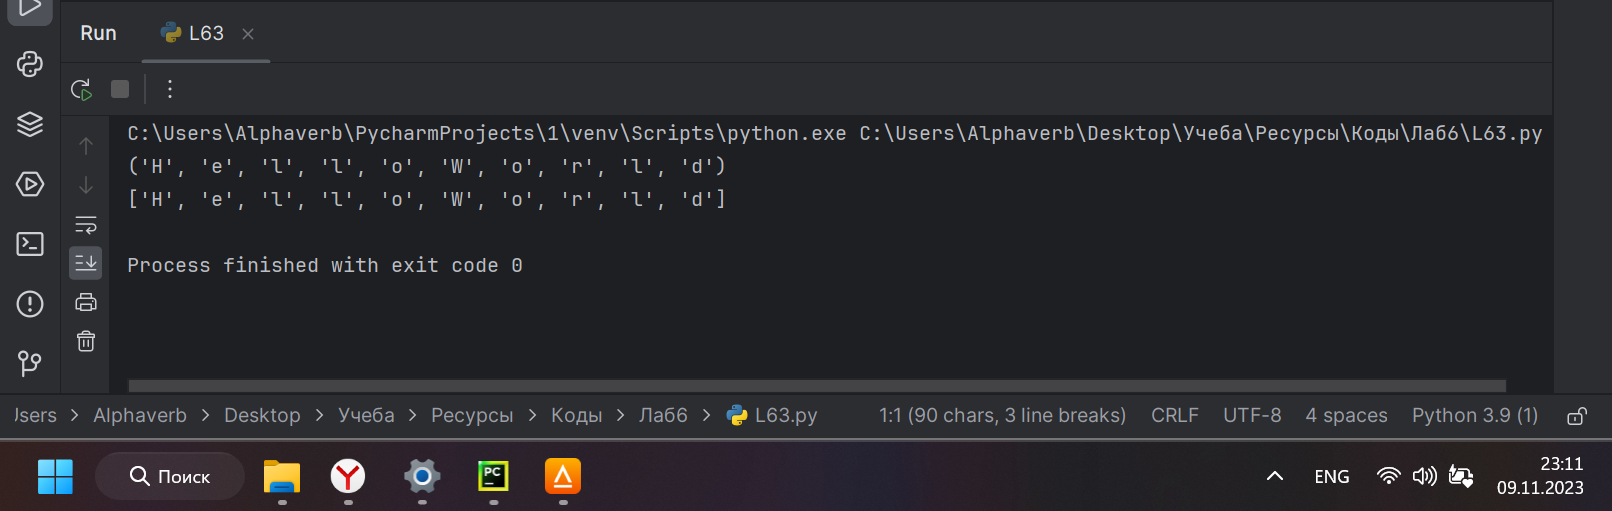 Run L63
C:\Users\Alphaverb\PycharmProjects\1\venv\Scripts\python.exe C:\Users\Alphaverb\Desktop\Учеба\Ресурсы\Коды\Лаб6\L63.py
('H', 'e', 'l', 'l', 'o', 'W', 'o', 'r', 'l', 'd')
['H', 'e', 'l', 'l', 'o', 'W', 'o', 'r', 'l', 'd']
Process finished with exit code 0
sers > Alphaverb > Desktop > Учеба > Ресурсы > Коды > Лаб6 > L63.py 1:1 (90 chars, 3 line breaks) CRLF UTF-8 4 spaces Python 3.9 (1)
Поиск PC ENG 23:11
09.11.2023